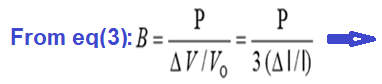 From eq(3): B = P / ΔV/V₀ = P / 3(Δl/l)